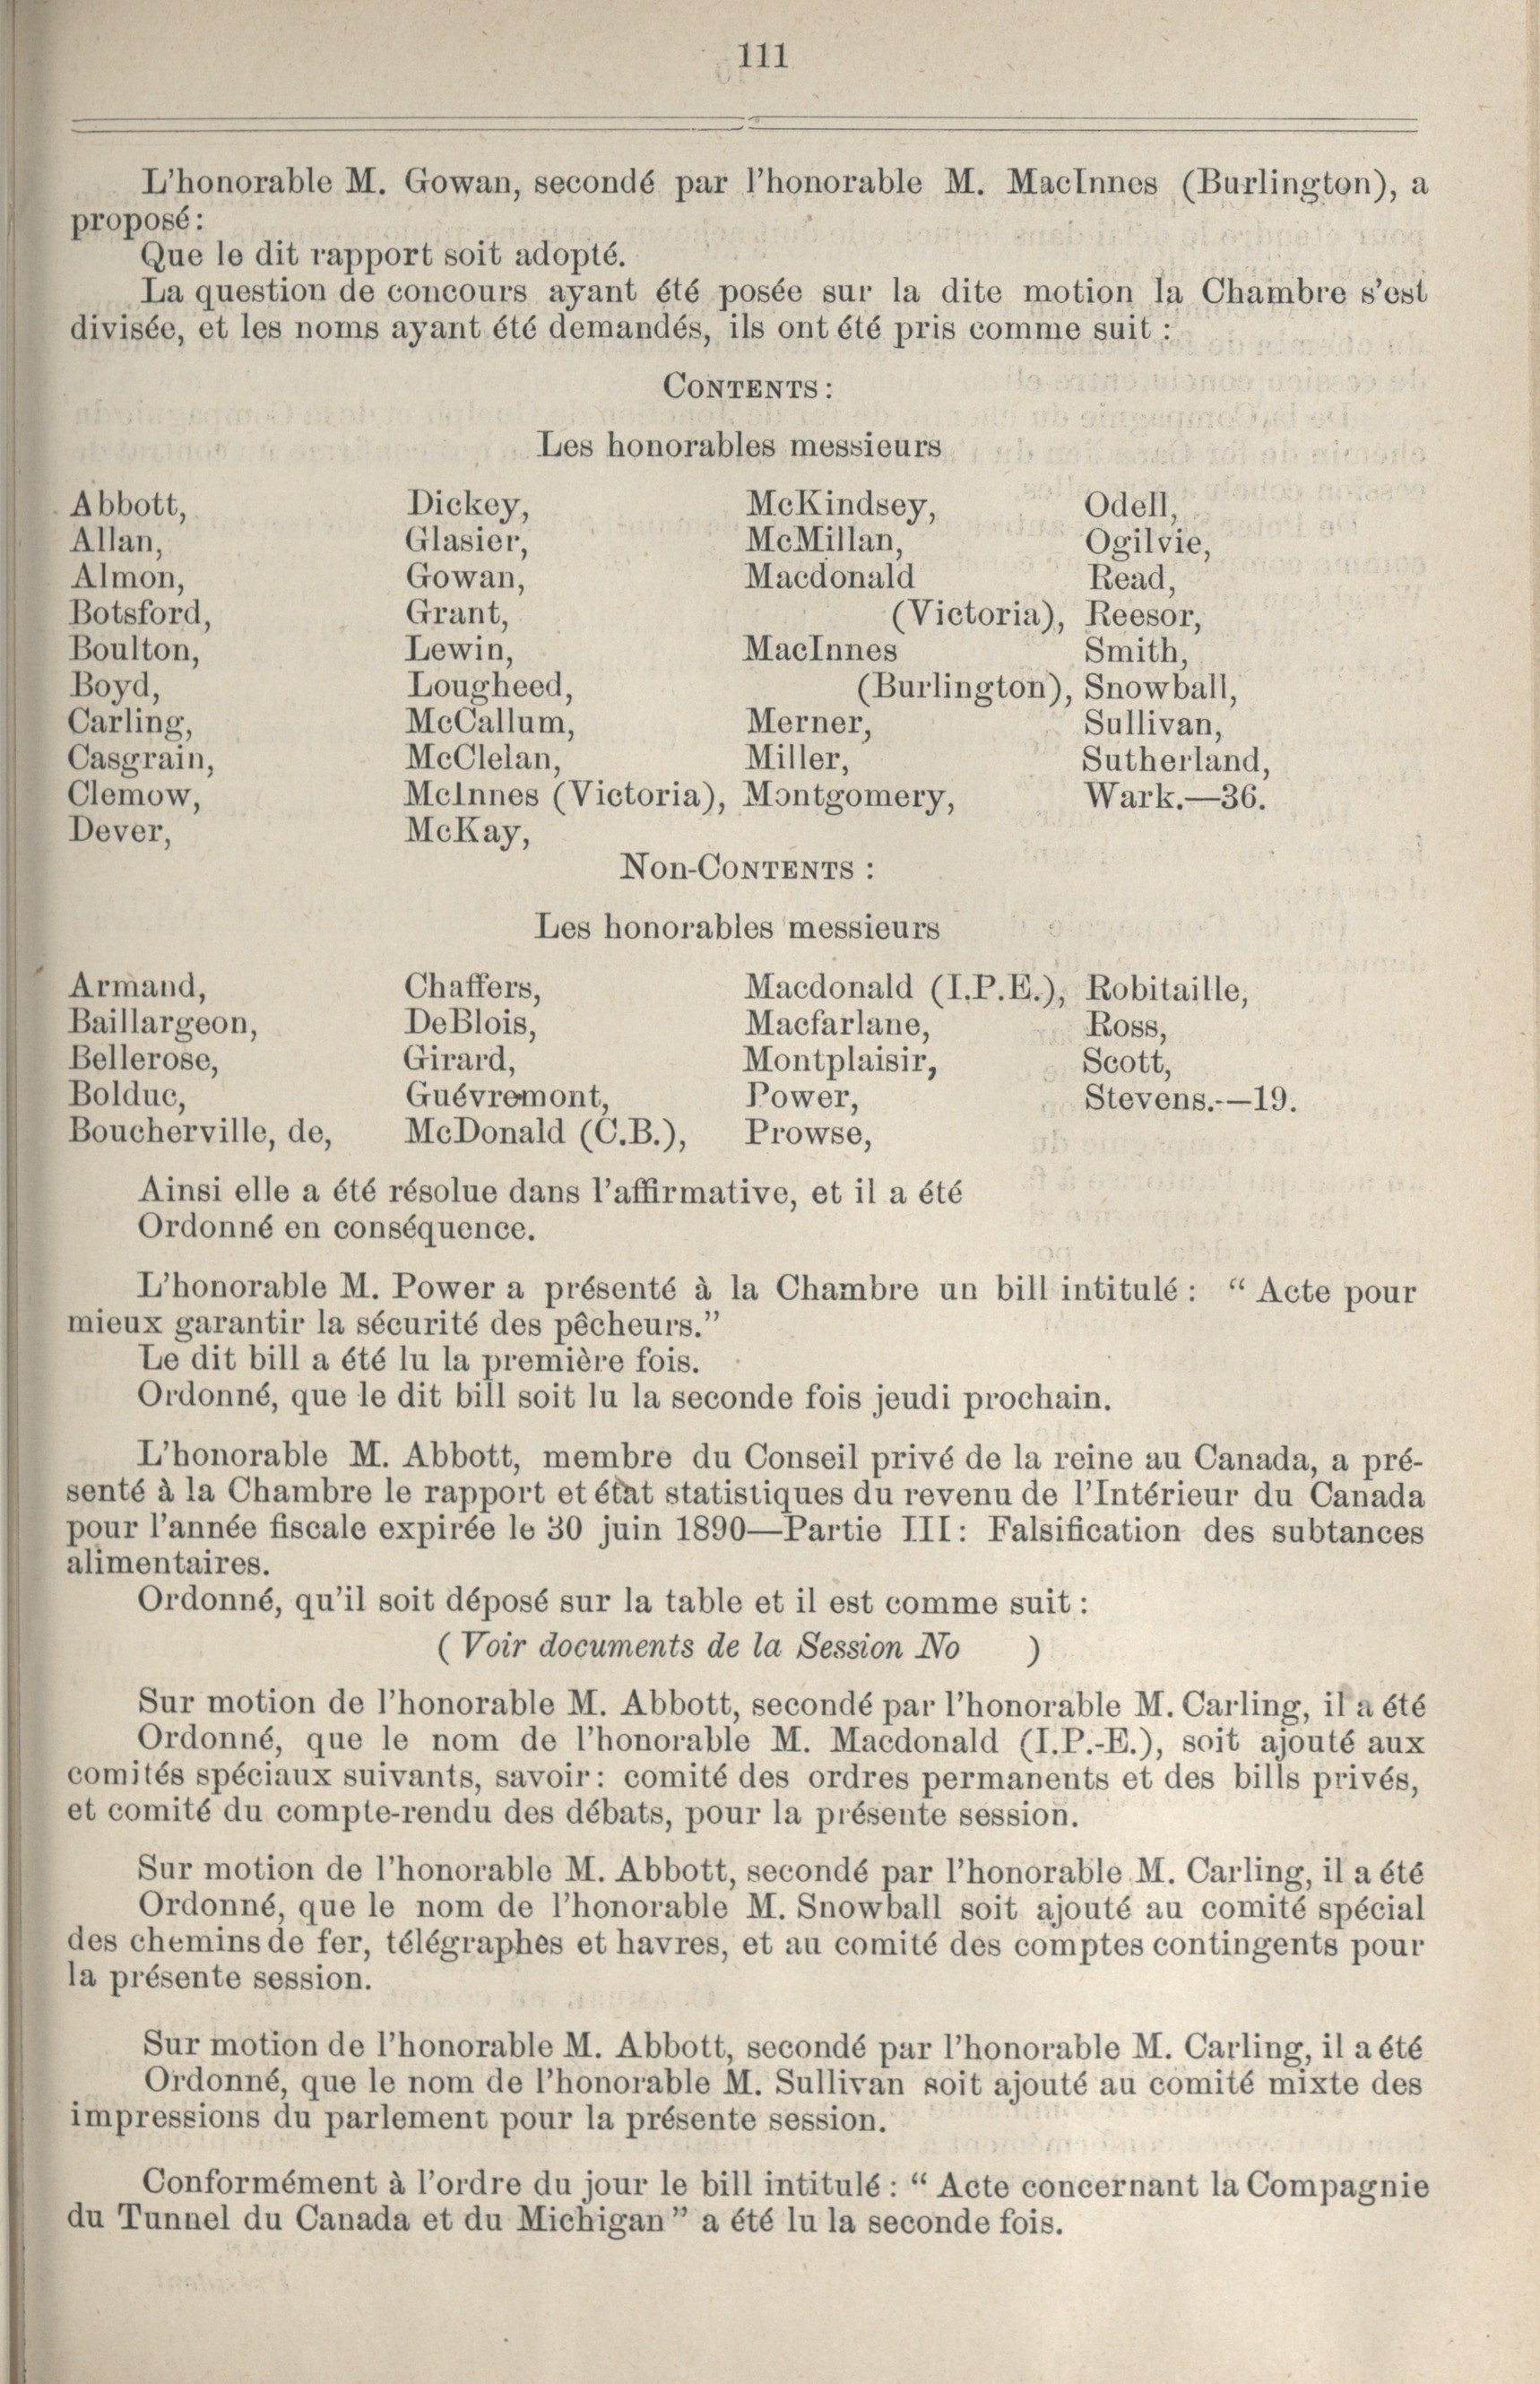 111
L'honorable M. Gowan, secondé par l'honorable M. MacInnes (Burlington), a
proposé:
Que le dit rapport soit adopté.
La question de concours ayant été posée sur la dite motion la Chambre s'est
divisée, et les noms ayant été demandés, ils ont été pris comme suit :
CONTENTS :
Les honorables messieurs
Abbott, Dickey, McKindsey, Odell,
Allan, Glasier, McMillan, Ogilvie,
Almon, Gowan, Macdonald Read,
Botsford, Grant, (Victoria), Reesor,
Boulton, Lewin, MacInnes Smith,
Boyd, Lougheed, (Burlington), Snowball,
Carling, McCallum, Merner, Sullivan,
Casgrain, McClelan, Miller, Sutherland,
Clemow, McInnes (Victoria), Montgomery, Wark.—36.
Dever, McKay,
NON-CONTENTS :
Les honorables messieurs
Armand, Chaffers, Macdonald (I.P.E.), Robitaille,
Baillargeon, DeBlois, Macfarlane, Ross,
Bellerose, Girard, Montplaisir, Scott,
Bolduc, Guévremont, Power, Stevens.-—19.
Boucherville, de, McDonald (C.B.), Prowse,
Ainsi elle a été résolue dans l'affirmative, et il a été
Ordonné en conséquence.
L'honorable M. Power a présenté à la Chambre un bill intitulé : “ Acte pour
mieux garantir la sécurité des pêcheurs.”
Le dit bill a été lu la première fois.
Ordonné, que le dit bill soit lu la seconde fois jeudi prochain.
L'honorable M. Abbott, membre du Conseil privé de la reine au Canada, a pré-
senté à la Chambre le rapport et état statistiques du revenu de l'Intérieur du Canada
pour l'année fiscale expirée le 30 juin 1890—Partie III: Falsification des subtances
alimentaires.
Ordonné, qu'il soit déposé sur la table et il est comme suit :
(Voir documents de la Session No )
Sur motion de l'honorable M. Abbott, secondé par l'honorable M. Carling, il a été
Ordonné, que le nom de l'honorable M. Macdonald (I.P.-E.), soit ajouté aux
comités spéciaux suivants, savoir: comité des ordres permanents et des bills privés,
et comité du compte-rendu des débats, pour la présente session.
Sur motion de l'honorable M. Abbott, secondé par l'honorable M. Carling, il a été
Ordonné, que le nom de l'honorable M. Snowball soit ajouté au comité spécial
des chemins de fer, télégraphes et havres, et au comité des comptes contingents pour
la présente session.
Sur motion de l'honorable M. Abbott, secondé par l'honorable M. Carling, il a été
Ordonné, que le nom de l'honorable M. Sullivan soit ajouté au comité mixte des
impressions du parlement pour la présente session.
Conformément à l'ordre du jour le bill intitulé : “ Acte concernant la Compagnie
du Tunnel du Canada et du Michigan” a été lu la seconde fois.